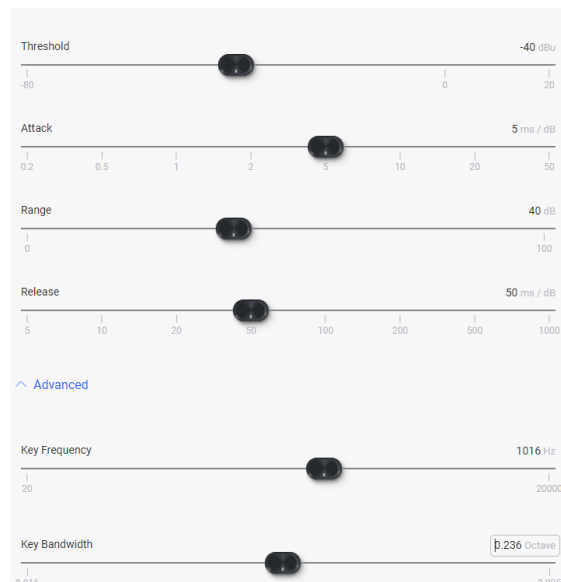 Threshold -40 dBu
-80 0 20
Attack 5 ms / dB
0.2 0.5 1 2 5 10 20 50
Range 40 dB
0 100
Release 50 ms / dB
5 10 20 50 100 200 500 1000
Advanced
Key Frequency 1016 Hz
20 20000
Key Bandwidth 0.236 Octave